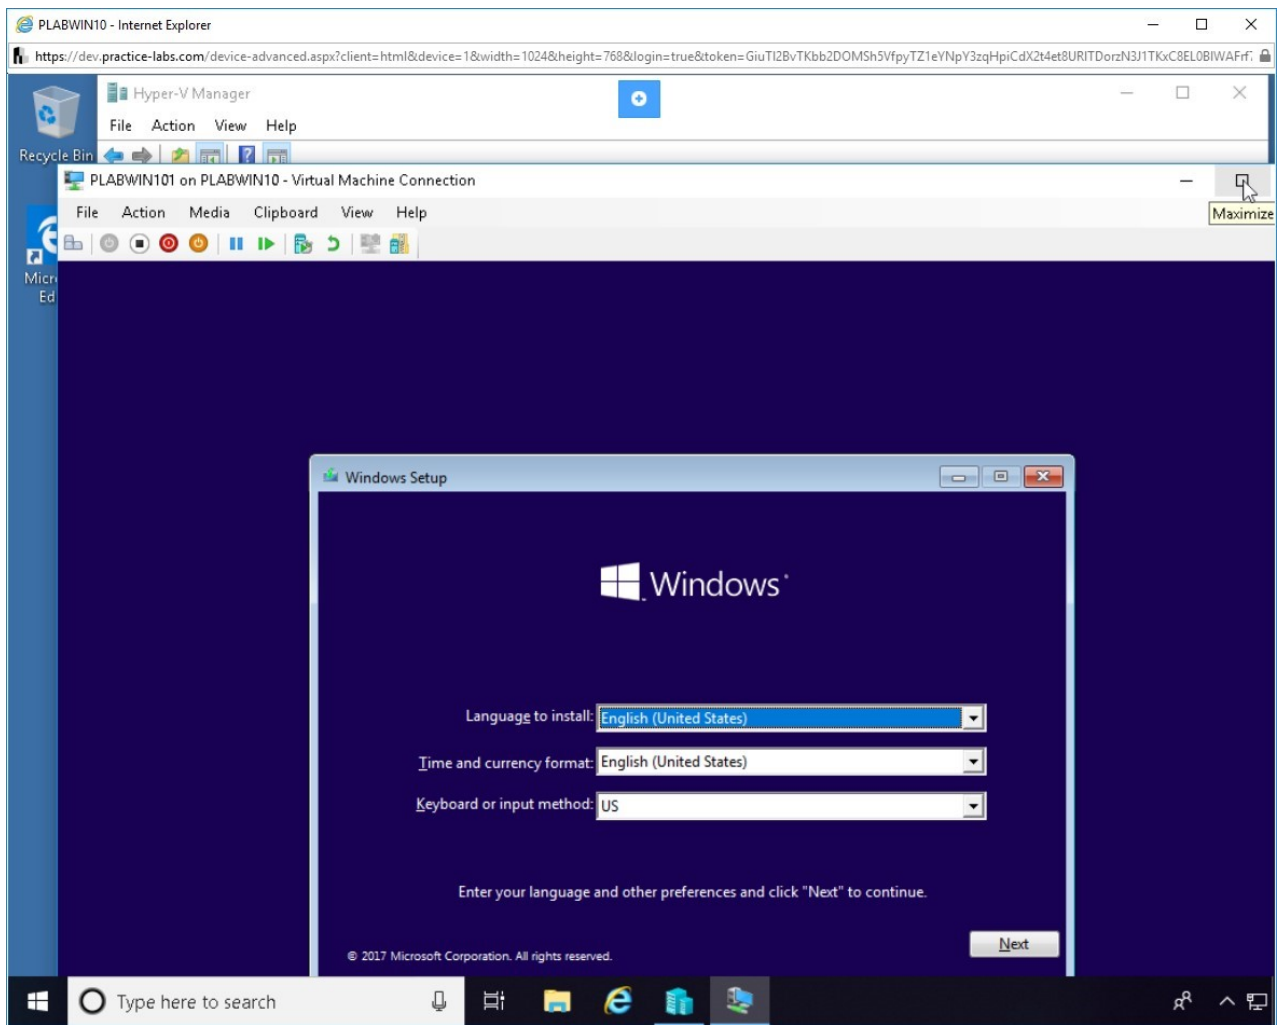 PLABWIN10 - Internet Explorer
https://dev.practice-labs.com/device-advanced.aspx?client=html&device=1&width=1024&height=768&login=true&token=
Hyper-V Manager
File Action View Help
Recycle Bin
PLABWIN101 on PLABWIN10 - Virtual Machine Connection
File Action Media Clipboard View Help
Maximize
Micr
Ed
Windows Setup
Windows
Language to install: English (United States)
Time and currency format: English (United States)
Keyboard or input method: US
Enter your language and other preferences and click "Next" to continue.
Next
© 2017 Microsoft Corporation. All rights reserved.
Type here to search